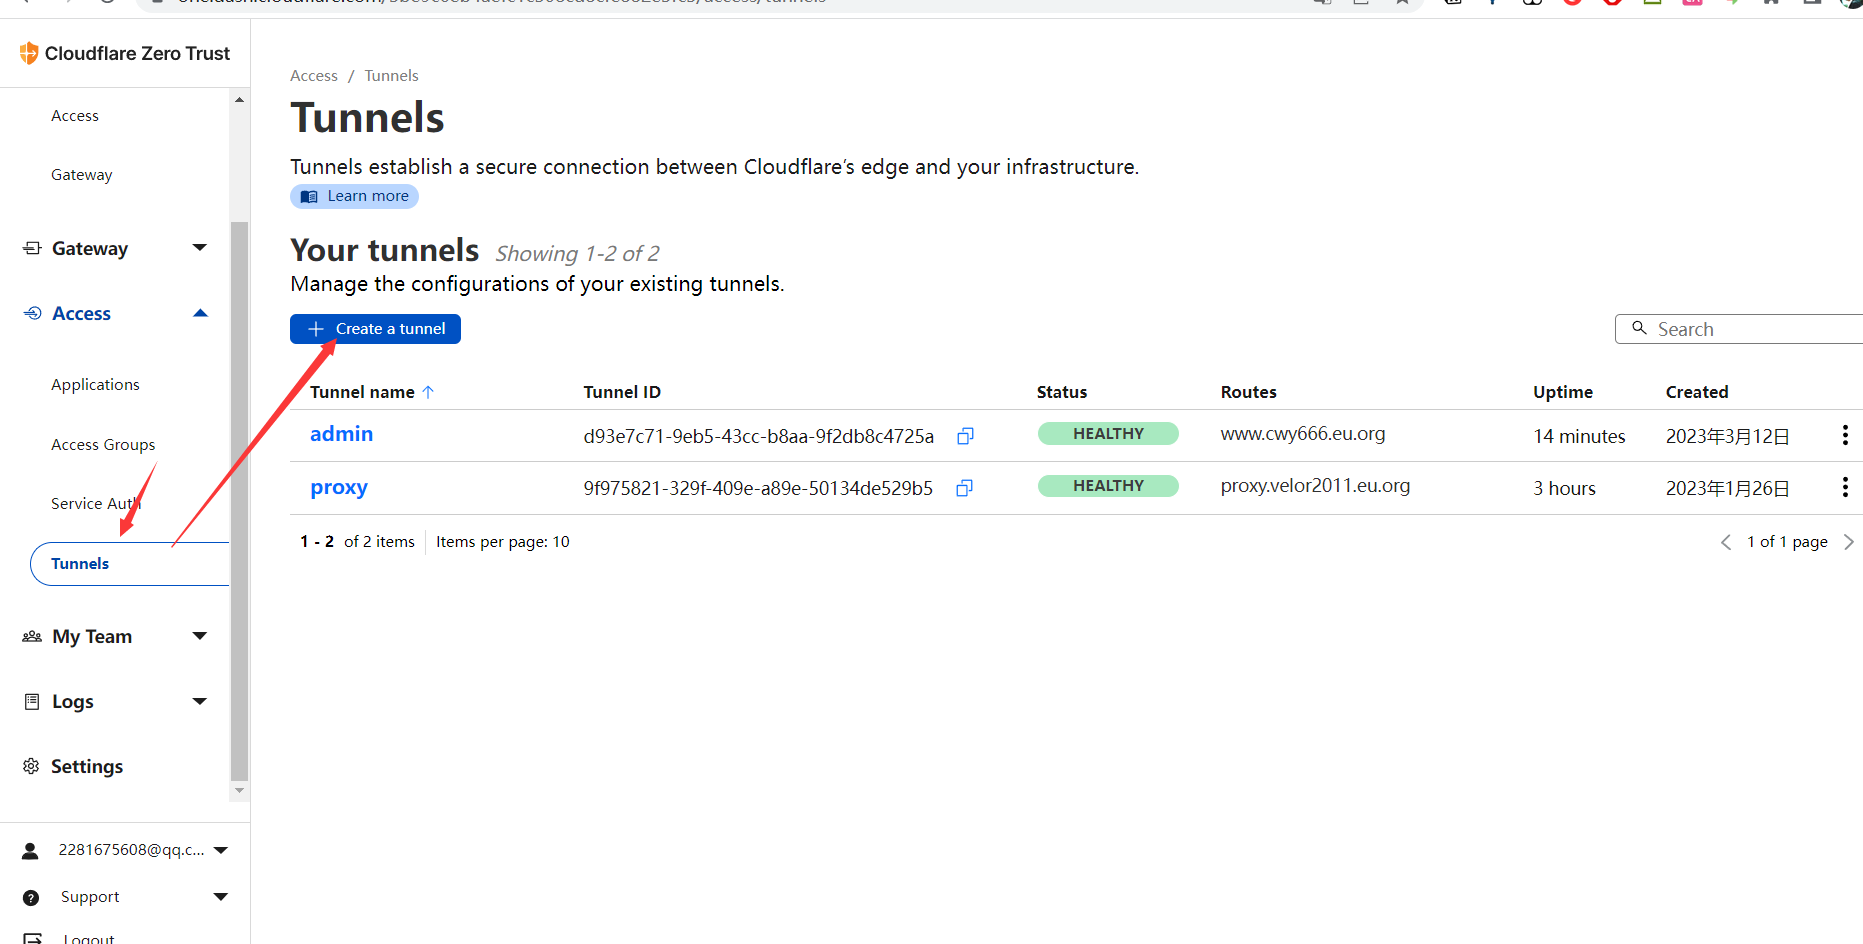 Cloudflare Zero Trust
Access
Gateway
Gateway
Access
Applications
Access Groups
Service Auth
Tunnels
My Team
Logs
Settings
2281675608@qq.c...
Support
Logout
Access / Tunnels
Tunnels
Tunnels establish a secure connection between Cloudflare's edge and your infrastructure.
Learn more
Your tunnels Showing 1-2 of 2
Manage the configurations of your existing tunnels.
Create a tunnel
Search
Tunnel name Tunnel ID Status Routes Uptime Created
admin d93e7c71-9eb5-43cc-b8aa-9f2db8c4725a HEALTHY www.cwy666.eu.org 14 minutes 2023年3月12日
proxy 9f975821-329f-409e-a89e-50134de529b5 HEALTHY proxy.velor2011.eu.org 3 hours 2023年1月26日
1 - 2 of 2 items Items per page: 10 1 of 1 page